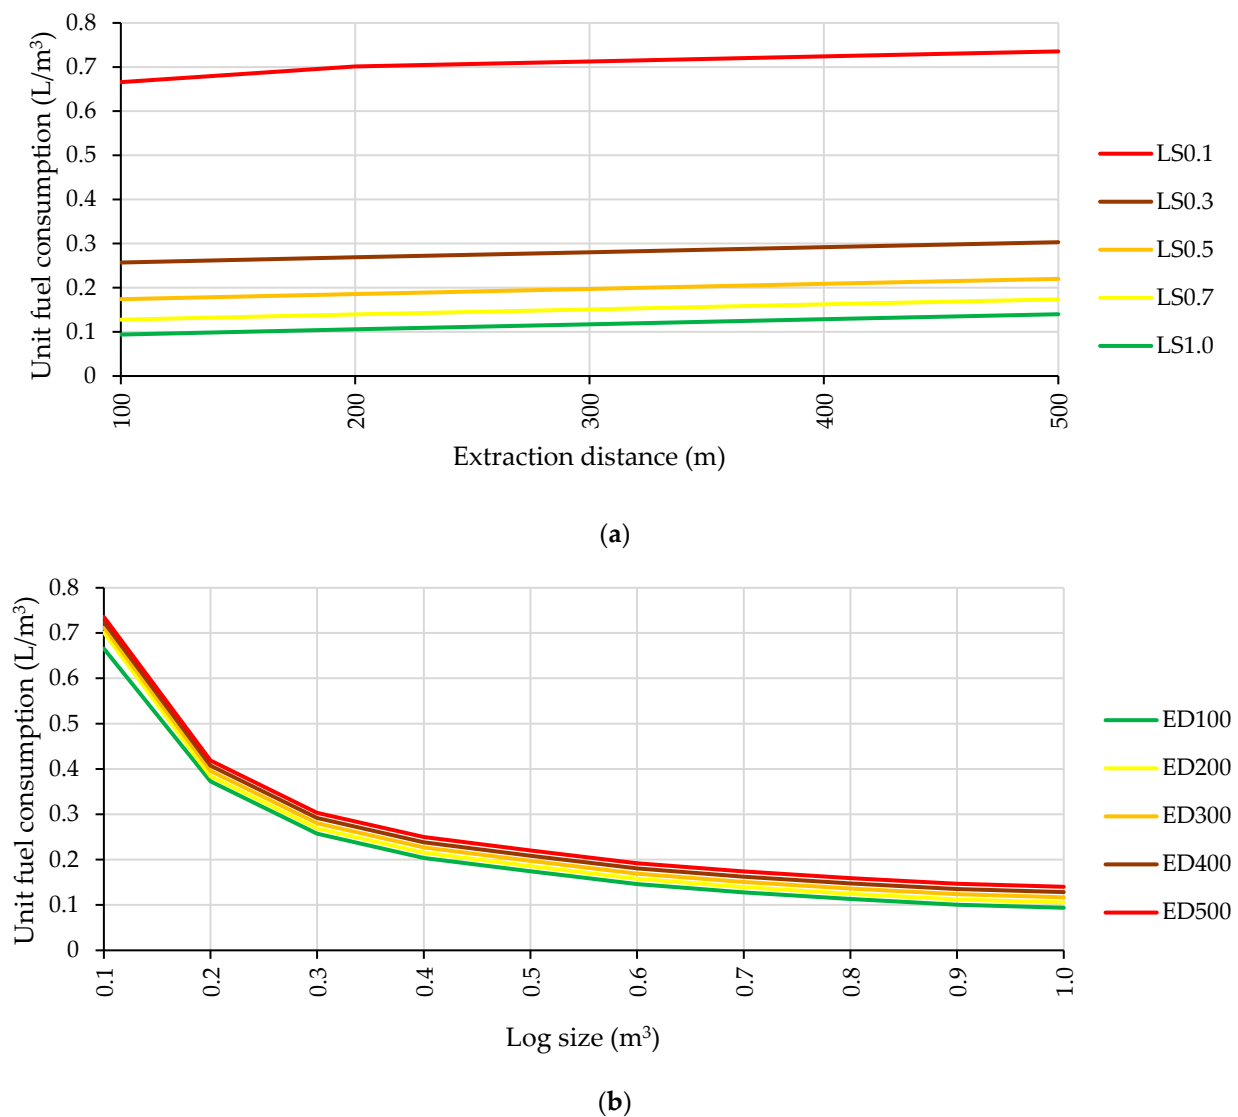 Unit fuel consumption (L/m³)
0.8
0.7
0.6
0.5
0.4
0.3
0.2
0.1
0
100
200
300
400
500
Extraction distance (m)
LS0.1
LS0.3
LS0.5
LS0.7
LS1.0
(a)
Unit fuel consumption (L/m³)
0.8
0.7
0.6
0.5
0.4
0.3
0.2
0.1
0
0.1
0.2
0.3
0.4
0.5
0.6
0.7
0.8
0.9
1.0
Log size (m³)
ED100
ED200
ED300
ED400
ED500
(b)